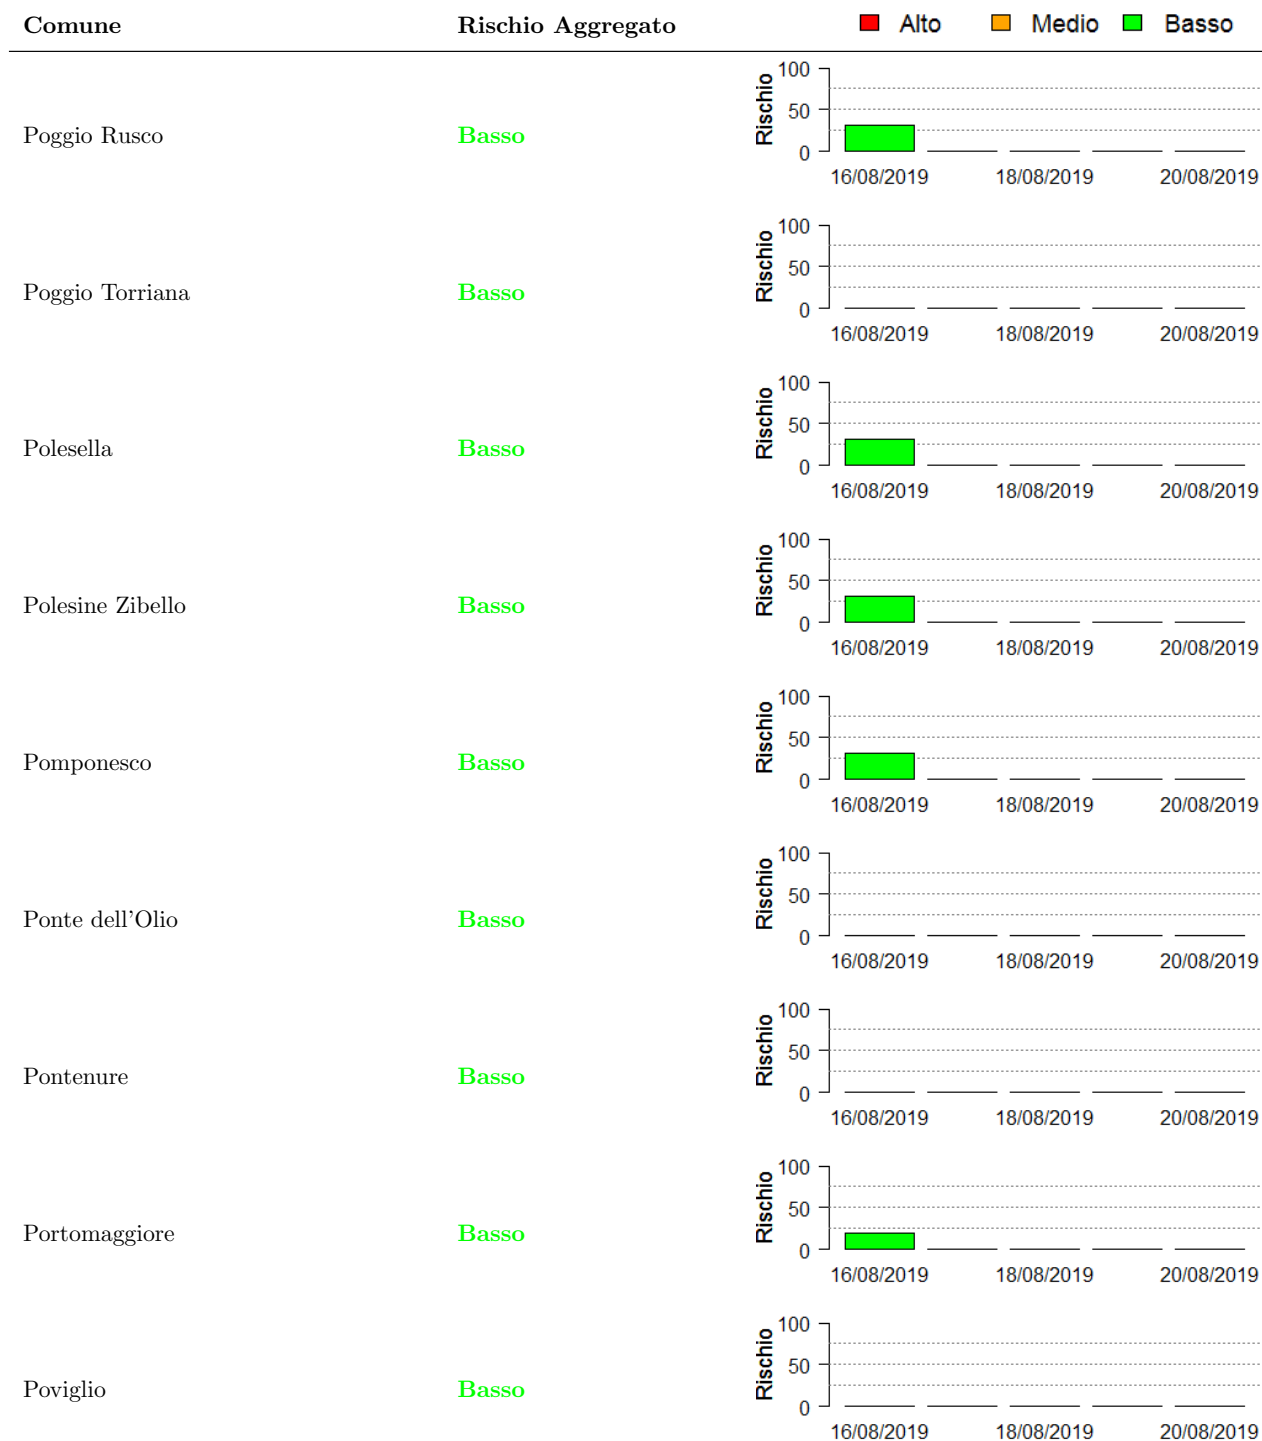 Comune Rischio Aggregato Alto Medio Basso
Poggio Rusco Basso Rischio 100 50 0
16/08/2019 18/08/2019 20/08/2019
Poggio Torriana Basso Rischio 100 50 0
16/08/2019 18/08/2019 20/08/2019
Polesella Basso Rischio 100 50 0
16/08/2019 18/08/2019 20/08/2019
Polesine Zibello Basso Rischio 100 50 0
16/08/2019 18/08/2019 20/08/2019
Pomponesco Basso Rischio 100 50 0
16/08/2019 18/08/2019 20/08/2019
Ponte dell'Olio Basso Rischio 100 50 0
16/08/2019 18/08/2019 20/08/2019
Pontenure Basso Rischio 100 50 0
16/08/2019 18/08/2019 20/08/2019
Portomaggiore Basso Rischio 100 50 0
16/08/2019 18/08/2019 20/08/2019
Poviglio Basso Rischio 100 50 0
16/08/2019 18/08/2019 20/08/2019